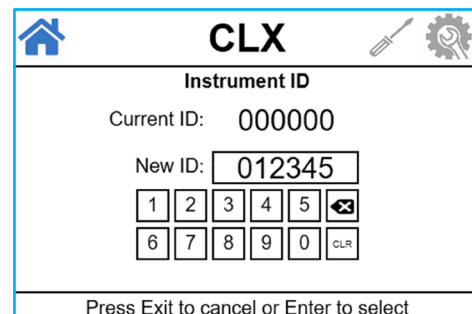 CLX
Instrument ID
Current ID: 000000
New ID: 012345
1 2 3 4 5
6 7 8 9 0 CLR
Press Exit to cancel or Enter to select